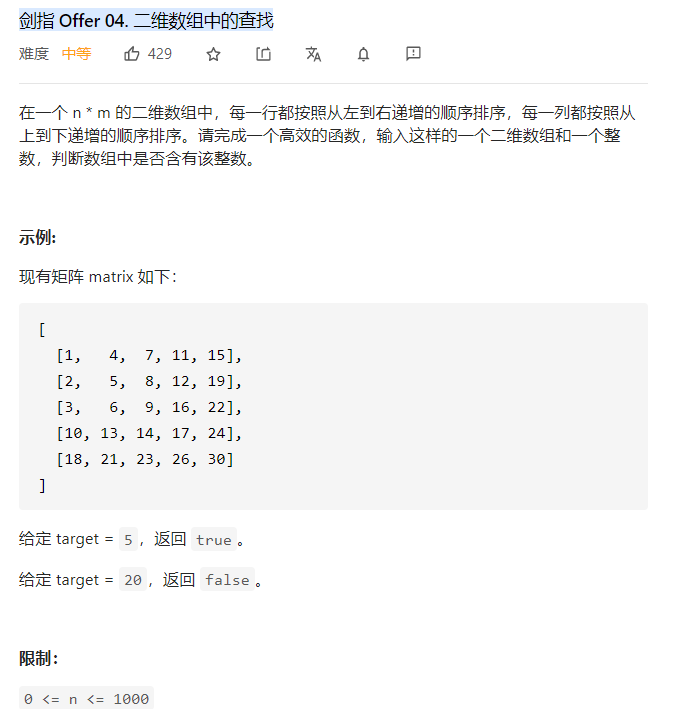 剑指 Offer 04. 二维数组中的查找
难度 中等 429
在一个 n * m 的二维数组中，每一行都按照从左到右递增的顺序排序，每一列都按照从
上到下递增的顺序排序。请完成一个高效的函数，输入这样的一个二维数组和一个整
数，判断数组中是否含有该整数。
示例:
现有矩阵 matrix 如下：
[
[1, 4, 7, 11, 15],
[2, 5, 8, 12, 19],
[3, 6, 9, 16, 22],
[10, 13, 14, 17, 24],
[18, 21, 23, 26, 30]
]
给定 target = 5，返回 true。
给定 target = 20，返回 false。
限制：
0 <= n <= 1000